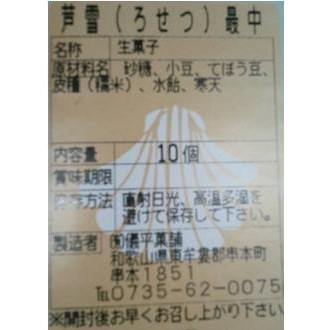 芦雪(ろせつ)最中
名称 生菓子
原材料名 砂糖、小豆、てぼう豆、
皮種(糯米)、水飴、寒天
内容量 10個
賞味期限
保存方法 直射日光、高温多湿を
避けて保存して下さい。
製造者 ㈲儀平菓舗
和歌山県東牟婁郡串本町
串本1851
℡0735-62-0075
※開封後お早くお召し上がり下さい